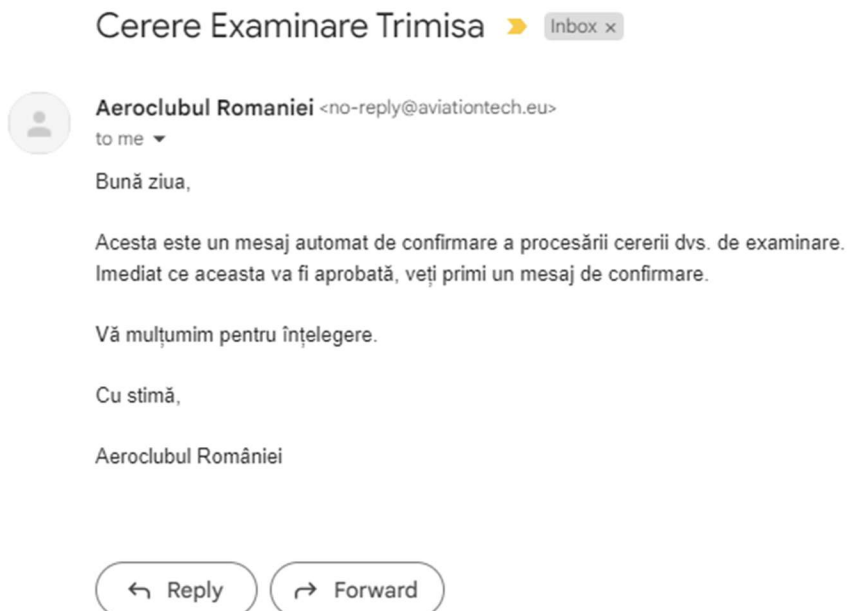 Cerere Examinare Trimisa Inbox ×
Aeroclubul Romaniei <no-reply@aviationtech.eu>
to me
Bună ziua,
Acesta este un mesaj automat de confirmare a procesării cererii dvs. de examinare.
Imediat ce aceasta va fi aprobată, veți primi un mesaj de confirmare.
Vă mulțumim pentru înțelegere.
Cu stimă,
Aeroclubul României
Reply Forward